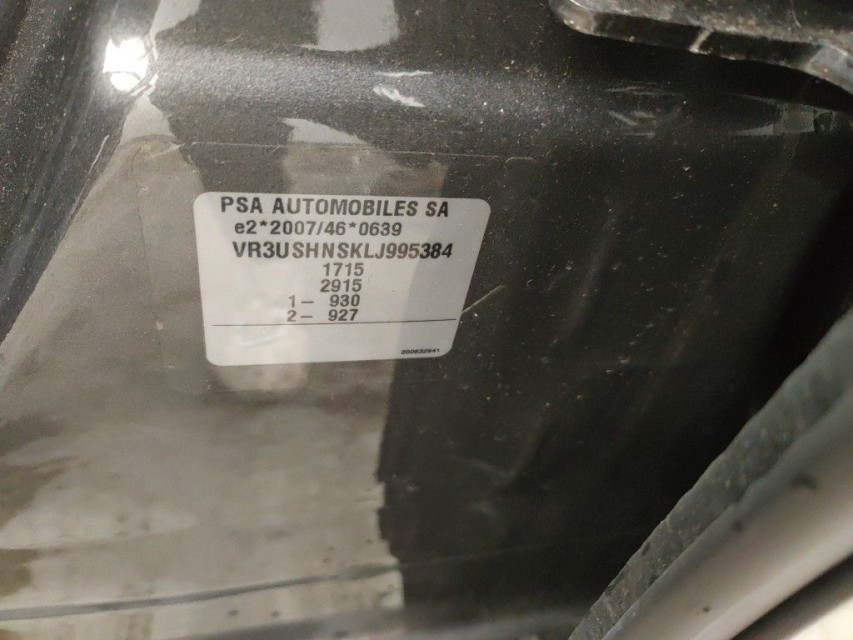 PSA AUTOMOBILES SA
e2*2007/46*0639
VR3USHNSKLJ995384
1715
2915
1 – 930
2 – 927